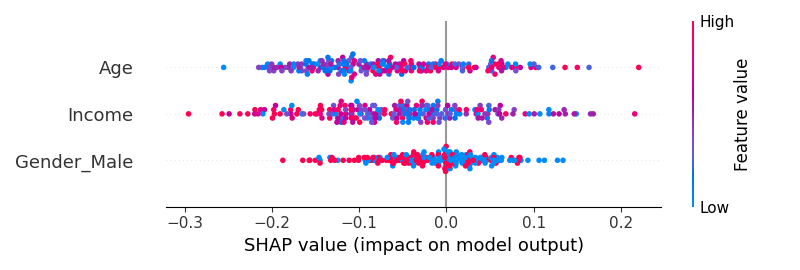 High
Age
Income
Gender_Male
Low
Feature value
−0.3 −0.2 −0.1 0.0 0.1 0.2
SHAP value (impact on model output)